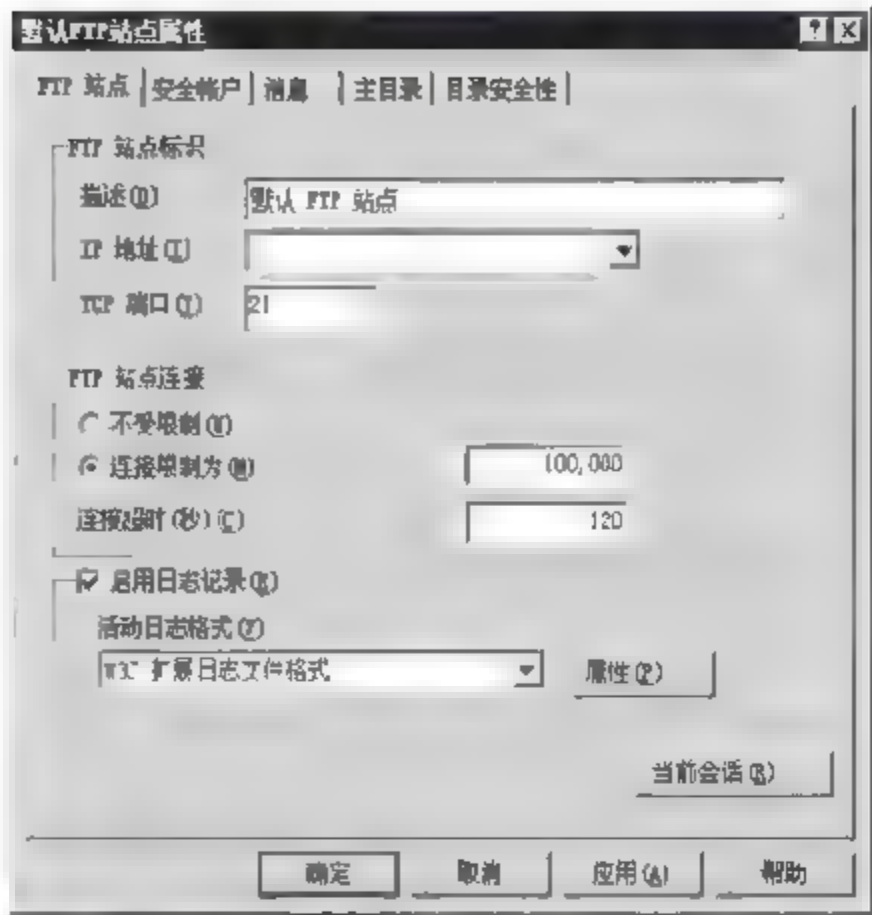 默认FTP站点属性
FTP 站点 安全帐户 消息 主目录 目录安全性
FTP 站点标识
描述(D) 默认 FTP 站点
IP 地址(I)
TCP 端口(T) 21
FTP 站点连接
不受限制(N)
连接限制为(M) 100,000
连接超时(秒)(C) 120
启用日志记录(E)
活动日志格式(F)
W3C 扩展日志文件格式 属性(P)
当前会话(R)
确定 取消 应用(A) 帮助